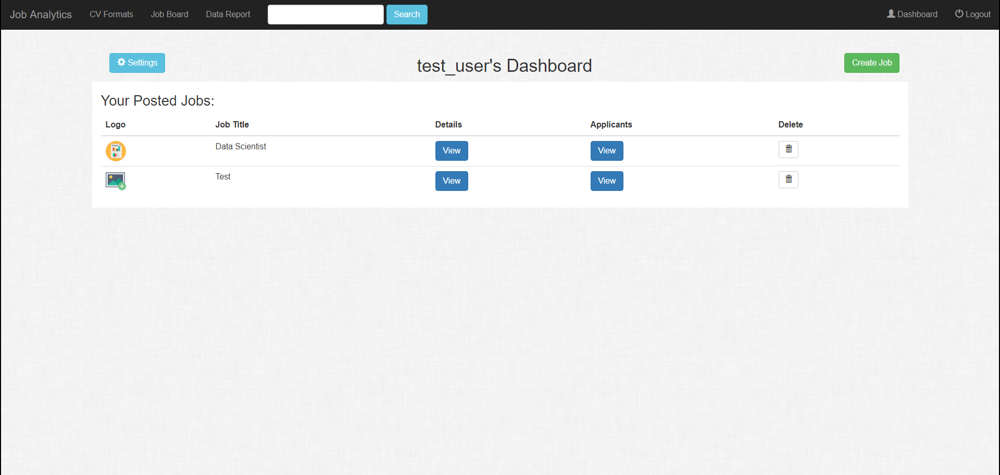 Job Analytics CV Formats Job Board Data Report Search Dashboard Logout
Settings test_user's Dashboard Create Job
Your Posted Jobs:
Logo Job Title Details Applicants Delete
Data Scientist View View
Test View View